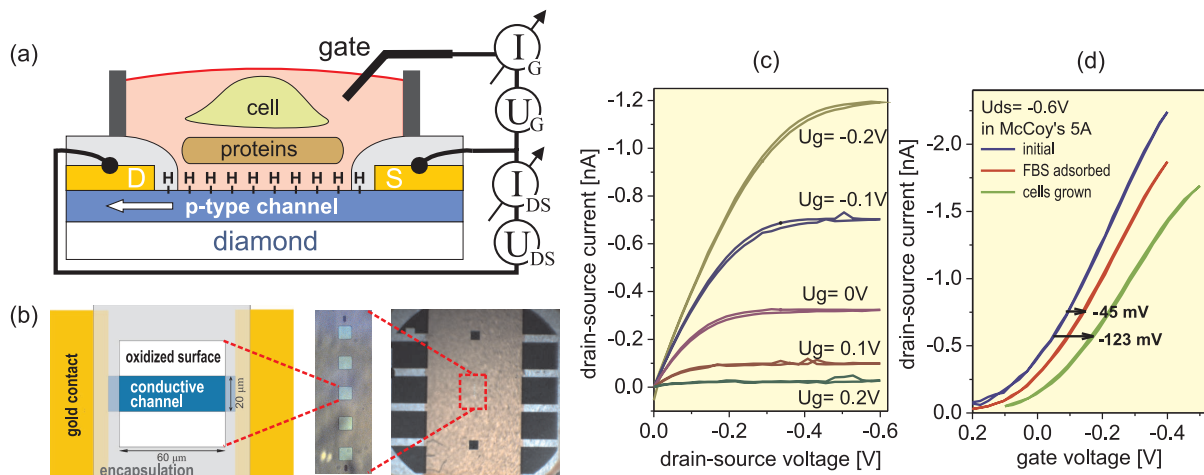 (a)
gate
I
G
U
G
cell
proteins
D
H H H H H H H H H H
S
p-type channel
I
DS
diamond
U
DS
(b)
gold contact
oxidized surface
conductive
channel
20 µm
60 µm
encapsulation
(c)
-1.2
-1.0
-0.8
-0.6
-0.4
-0.2
0.0
drain-source current [nA]
Ug= -0.2V
Ug= -0.1V
Ug= 0V
Ug= 0.1V
Ug= 0.2V
0.0 -0.2 -0.4 -0.6
drain-source voltage [V]
(d)
Uds= -0.6V
in McCoy's 5A
initial
FBS adsorbed
cells grown
-2.0
-1.5
-1.0
-0.5
0.0
drain-source current [nA]
-45 mV
-123 mV
0.2 0.0 -0.2 -0.4
gate voltage [V]